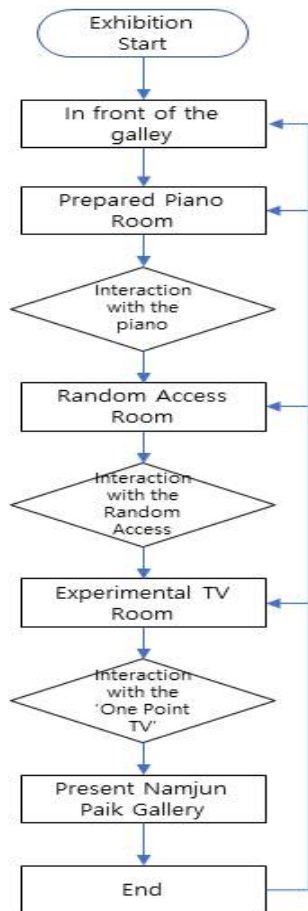 Exhibition
Start
In front of the
galley
Prepared Piano
Room
Interaction
with the
piano
Random Access
Room
Interaction
with the
Random
Access
Experimental TV
Room
Interaction
with the
'One Point
TV'
Present Namjun
Paik Gallery
End